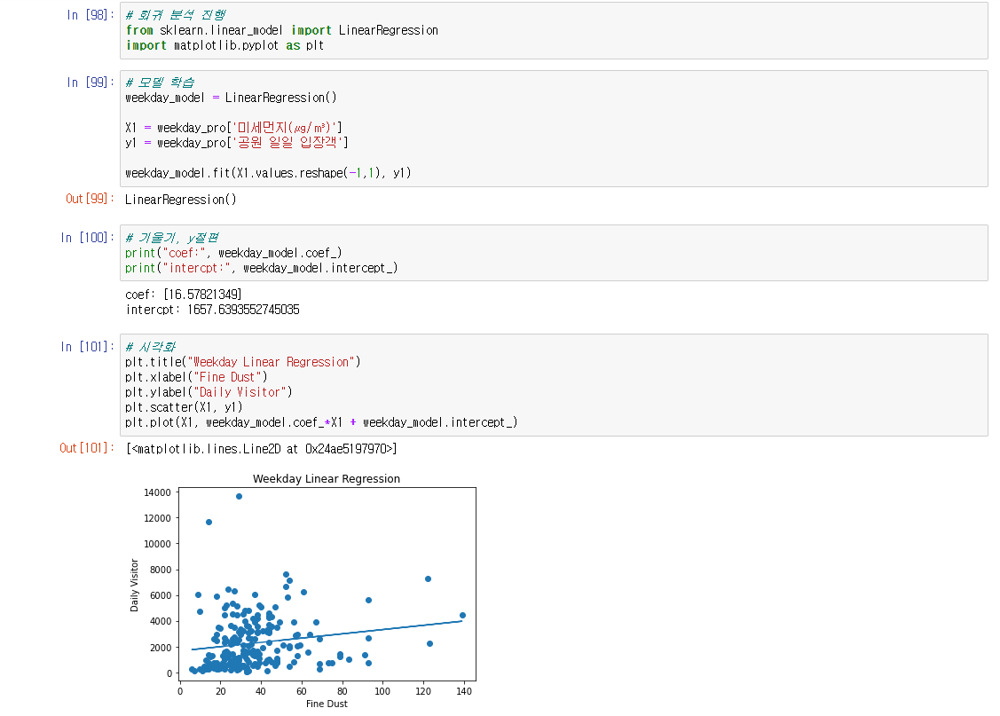 In [98]:
# 회귀 분석 진행
from sklearn.linear_model import LinearRegression
import matplotlib.pyplot as plt
In [99]:
# 모델 학습
weekday_model = LinearRegression()
X1 = weekday_pro['미세먼지(㎍/㎥)']
y1 = weekday_pro['공원 일일 입장객']
weekday_model.fit(X1.values.reshape(-1,1), y1)
Out[99]: LinearRegression()
In [100]:
# 기울기, y절편
print("coef:", weekday_model.coef_)
print("intercpt:", weekday_model.intercept_)
coef: [16.57821349]
intercpt: 1657.6393552745035
In [101]:
# 시각화
plt.title("Weekday Linear Regression")
plt.xlabel("Fine Dust")
plt.ylabel("Daily Visitor")
plt.scatter(X1, y1)
plt.plot(X1, weekday_model.coef_*X1 + weekday_model.intercept_)
Out[101]: [<matplotlib.lines.Line2D at 0x24ae5197970>]
Weekday Linear Regression
14000
12000
10000
8000
6000
4000
2000
0
Daily Visitor
0 20 40 60 80 100 120 140
Fine Dust